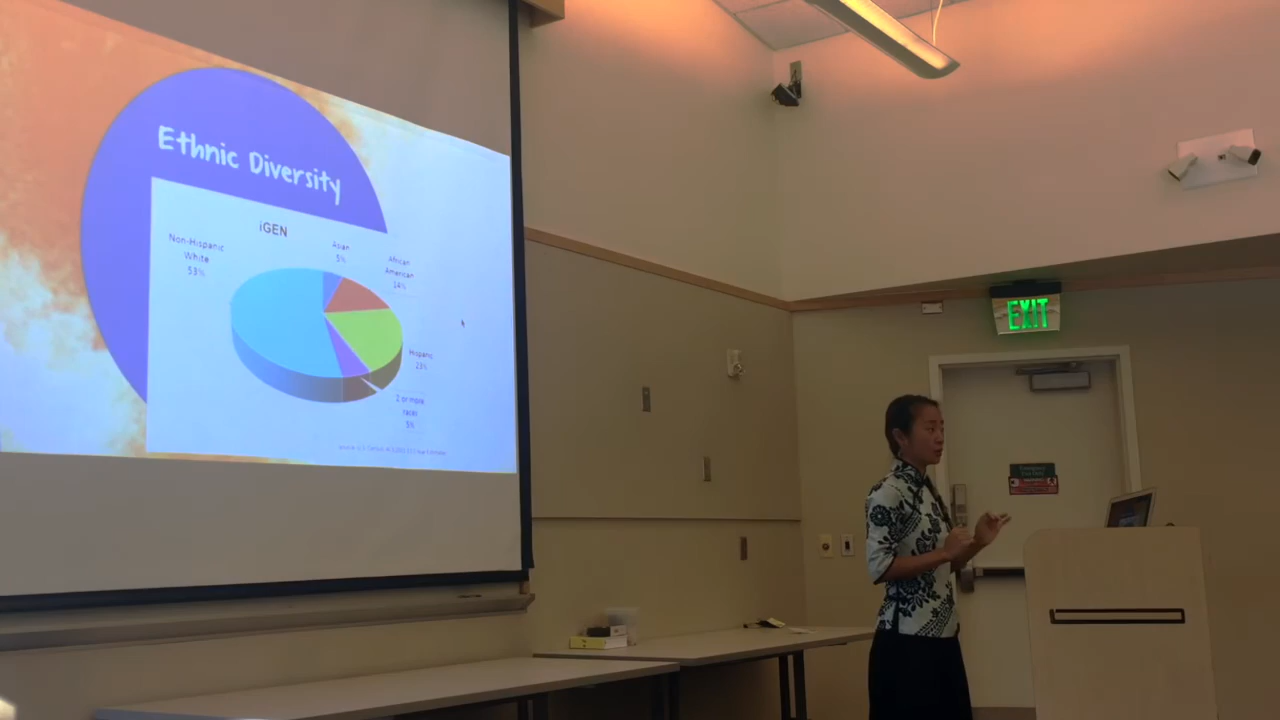 Ethnic Diversity
iGEN
Non-Hispanic
White
53%
Asian
5%
African
American
14%
Hispanic
23%
2 or more
races
5%
EXIT